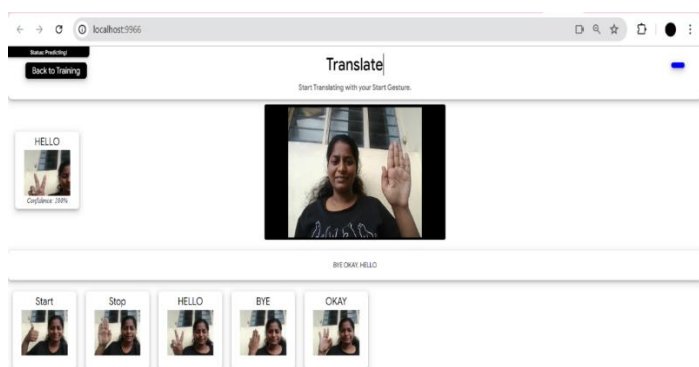 localhost:9966
Status: Predicting!
Back to Training
Translate
Start Translating with your Start Gesture.
HELLO
Confidence: 100%
BYE OKAY. HELLO
Start
Stop
HELLO
BYE
OKAY